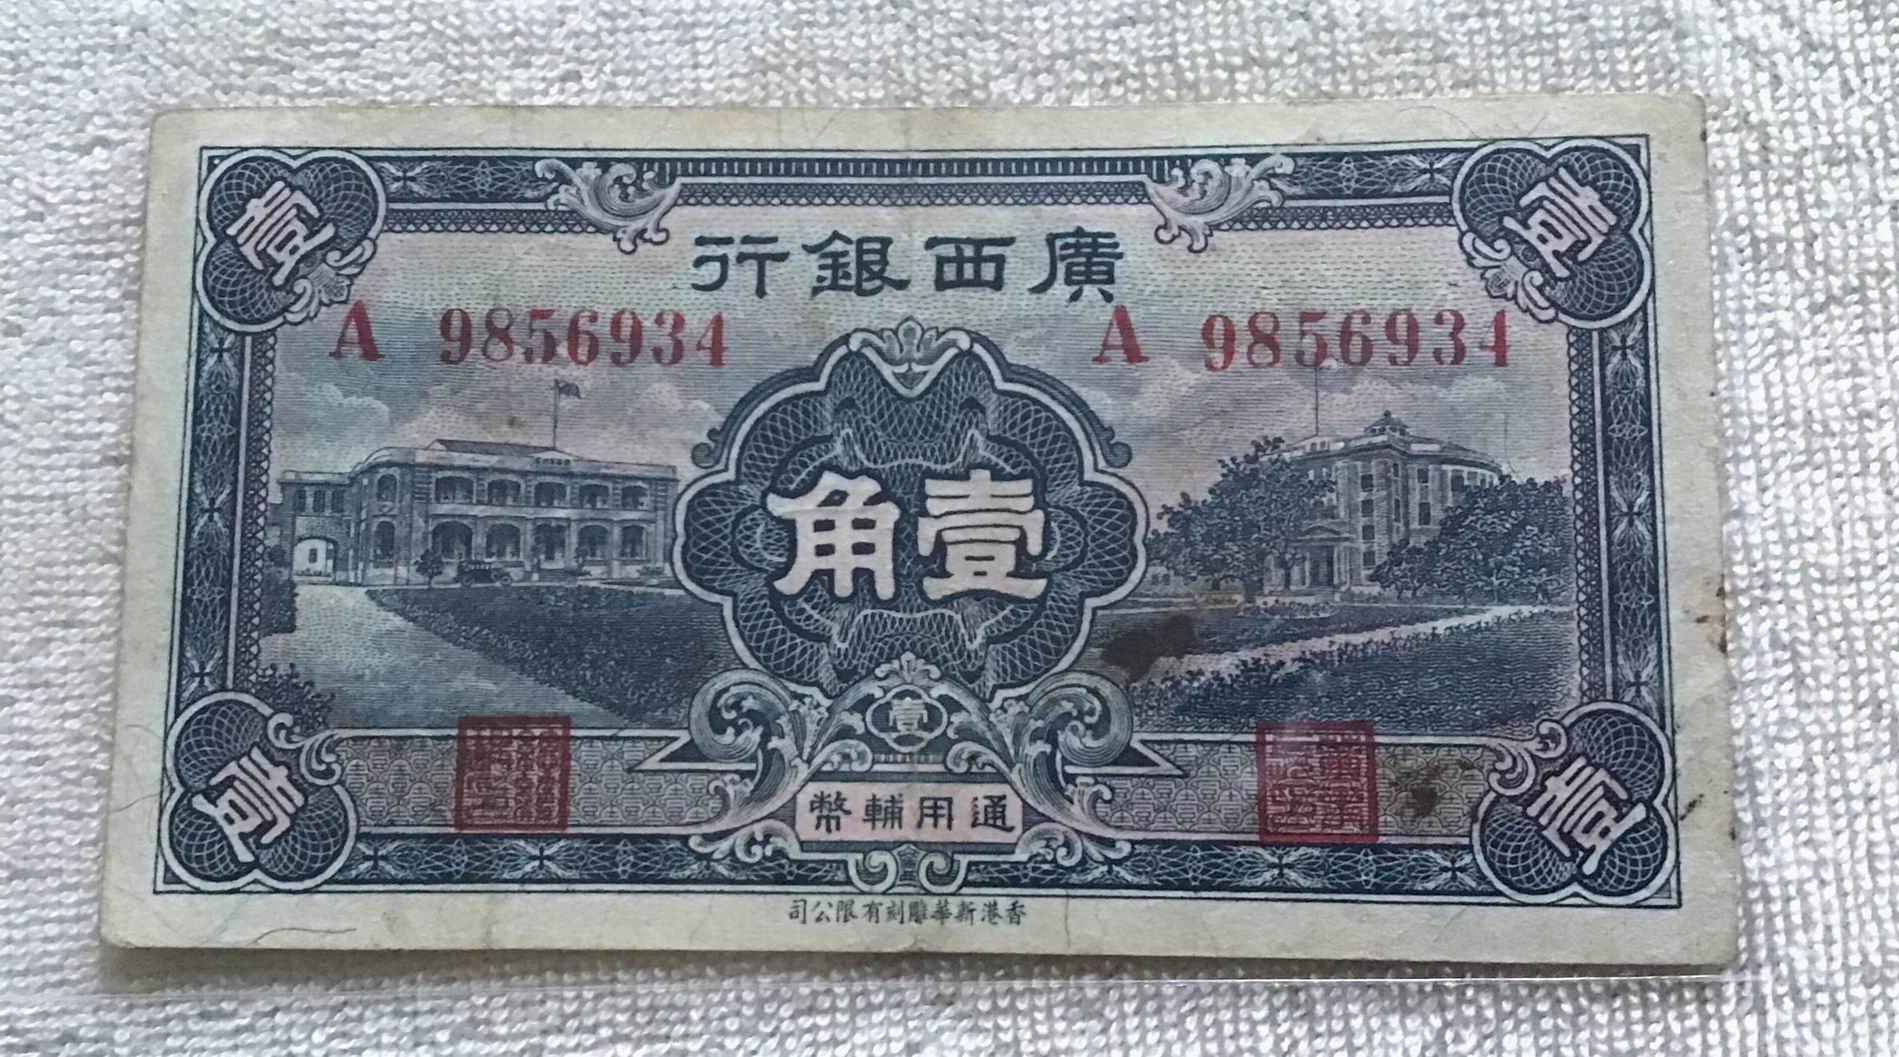 壹 壹
廣西銀行
A 9856934 A 9856934
壹角
壹
通用輔幣
壹 壹
香港新華雕刻有限公司